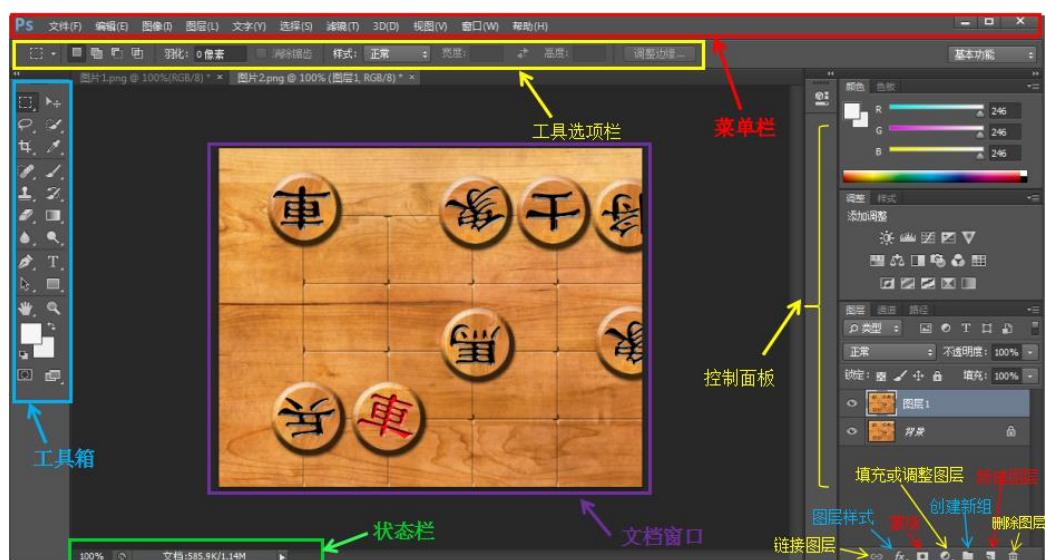 Ps 文件(F) 编辑(E) 图像(I) 图层(L) 文字(Y) 选择(S) 滤镜(T) 3D(D) 视图(V) 窗口(W) 帮助(H)
羽化: 0 像素 消除锯齿 样式: 正常 宽度: 高度: 调整边缘... 基本功能
图片1.png @ 100%(RGB/8) * × 图片2.png @ 100% (图层1, RGB/8) * ×
工具选项栏
菜单栏
颜色 色板
R 246
G 246
B 246
調整 样式
添加调整
車 象 士 将
馬 象
兵 車
控制面板
图层 通道 路径
类型 T
正常 不透明度: 100%
锁定: 填充: 100%
图层1
背景
工具箱
填充或调整图层 新建图层
图层样式 蒙版 创建新组 删除图层
链接图层 fx
状态栏
文档窗口
100% 文档:585.9K/1.14M